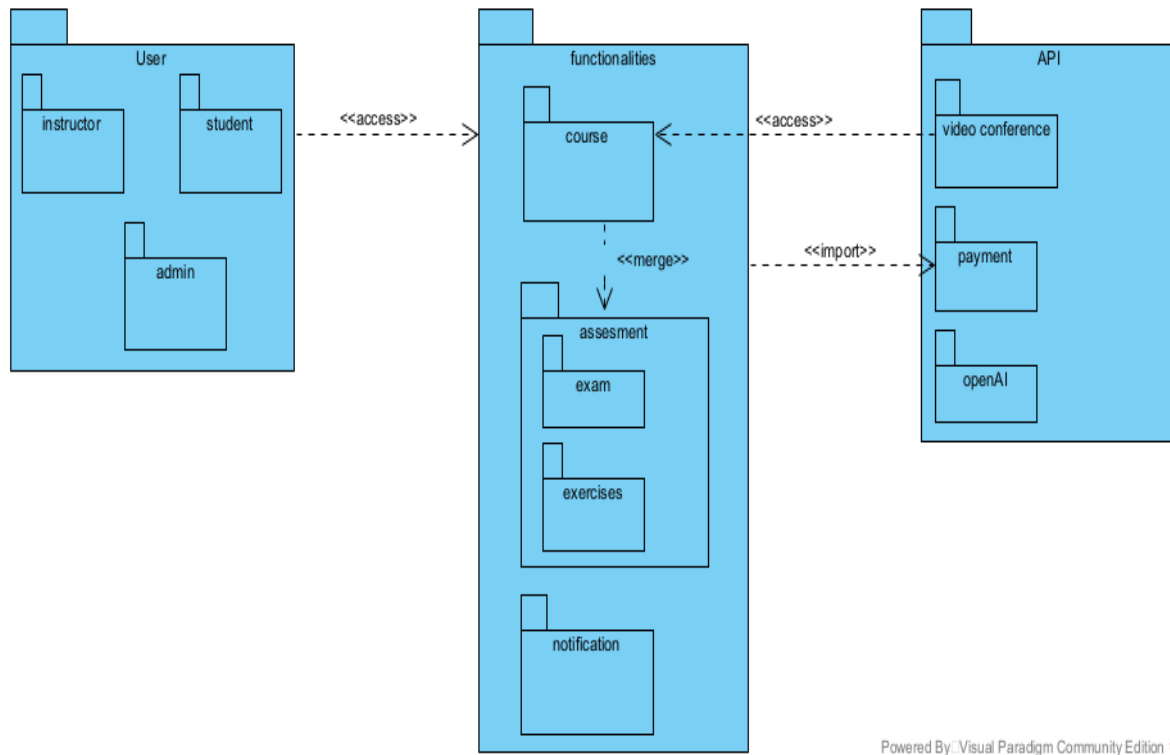 User
functionalities
API
instructor
student
<<access>>
course
<<access>>
video conference
admin
<<merge>>
<<import>>
payment
assesment
exam
openAI
exercises
notification
Powered By Visual Paradigm Community Edition